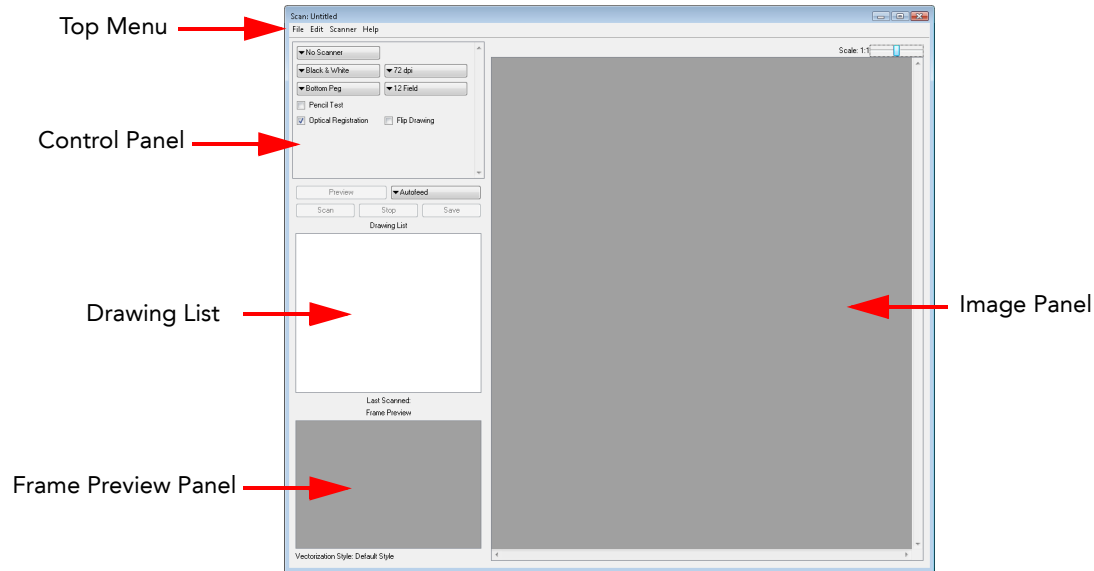 Scan: Untitled
Top Menu
File Edit Scanner Help
Scale: 1:1
No Scanner
Black & White 72 dpi
Bottom Peg 12 Field
Pencil Test
Optical Registration Flip Drawing
Control Panel
Preview Autofeed
Scan Stop Save
Drawing List
Drawing List
Image Panel
Last Scanned:
Frame Preview
Frame Preview Panel
Vectorization Style: Default Style